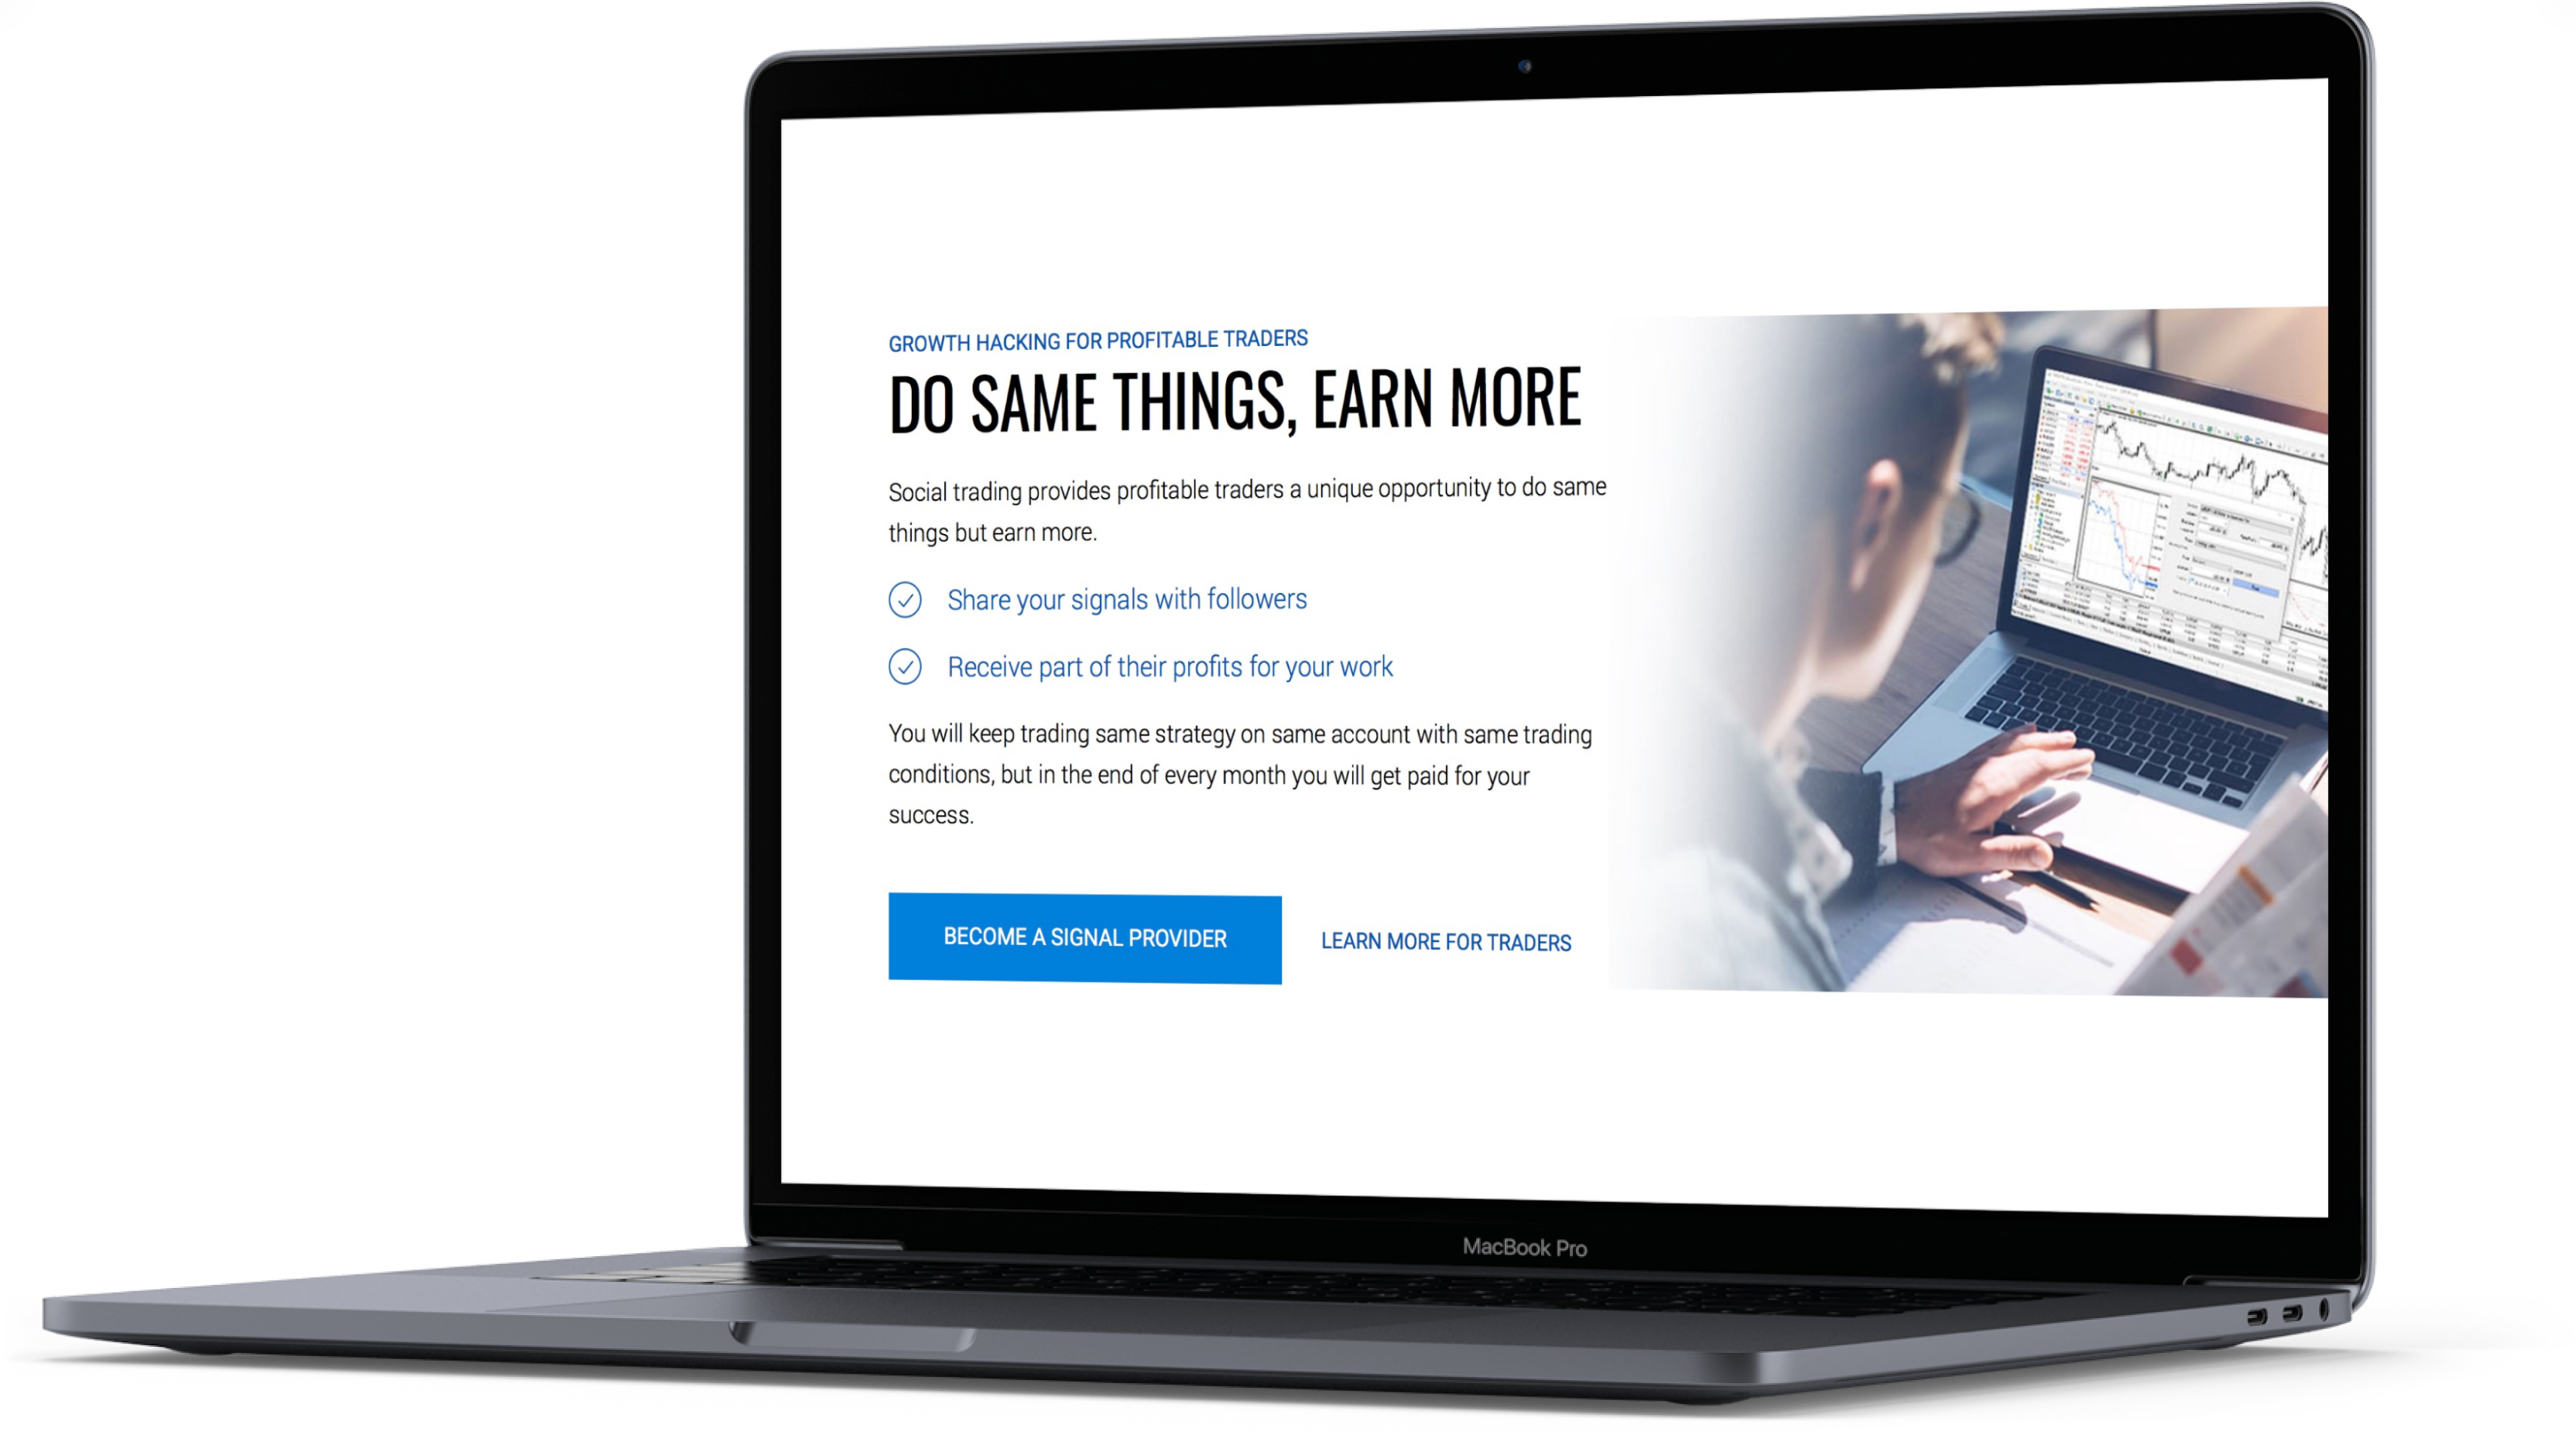 GROWTH HACKING FOR PROFITABLE TRADERS
DO SAME THINGS, EARN MORE
Social trading provides profitable traders a unique opportunity to do same
things but earn more.
Share your signals with followers
Receive part of their profits for your work
You will keep trading same strategy on same account with same trading
conditions, but in the end of every month you will get paid for your
success.
BECOME A SIGNAL PROVIDER
LEARN MORE FOR TRADERS
MacBook Pro